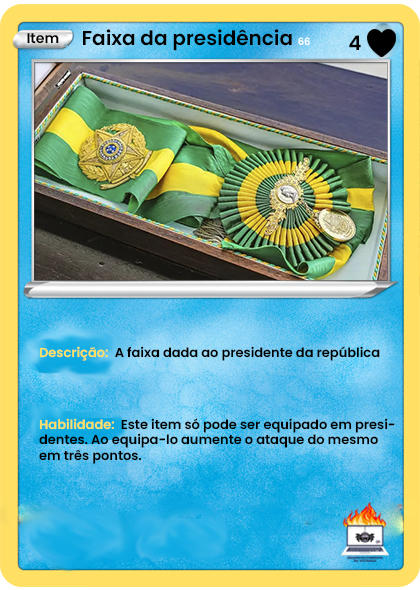 Item
Faixa da presidência 66
4
Descrição: A faixa dada ao presidente da república
Habilidade: Este item só pode ser equipado em presi-
dentes. Ao equipa-lo aumente o ataque do mesmo
em três pontos.